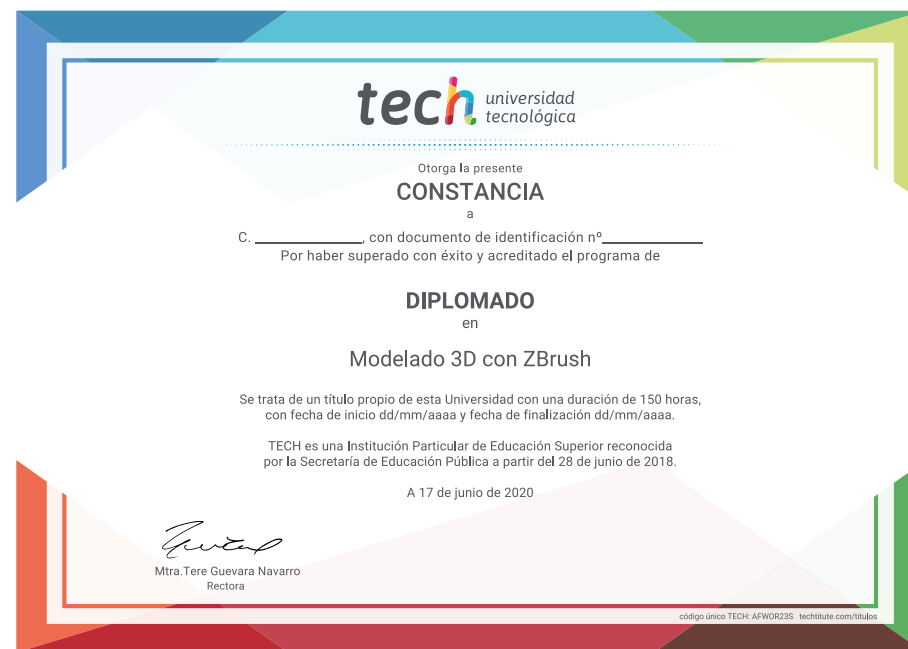 tech universidad
tecnológica
Otorga la presente
CONSTANCIA
a
C. ______________, con documento de identificación nº______________
Por haber superado con éxito y acreditado el programa de
DIPLOMADO
en
Modelado 3D con ZBrush
Se trata de un título propio de esta Universidad con una duración de 150 horas,
con fecha de inicio dd/mm/aaaa y fecha de finalización dd/mm/aaaa.
TECH es una Institución Particular de Educación Superior reconocida
por la Secretaría de Educación Pública a partir del 28 de junio de 2018.
A 17 de junio de 2020
Mtra.Tere Guevara Navarro
Rectora
código único TECH: AFWOR23S techtitute.com/titulos